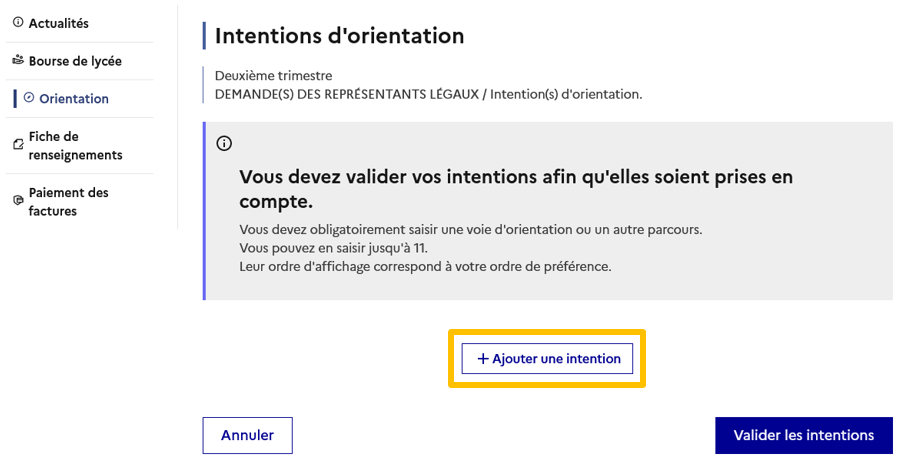 Actualités
Bourse de lycée
Orientation
Fiche de
renseignements
Paiement des
factures
Intentions d'orientation
Deuxième trimestre
DEMANDE(S) DES REPRÉSENTANTS LÉGAUX / Intention(s) d'orientation.
Vous devez valider vos intentions afin qu'elles soient prises en
compte.
Vous devez obligatoirement saisir une voie d'orientation ou un autre parcours.
Vous pouvez en saisir jusqu'à 11.
Leur ordre d'affichage correspond à votre ordre de préférence.
+ Ajouter une intention
Annuler
Valider les intentions